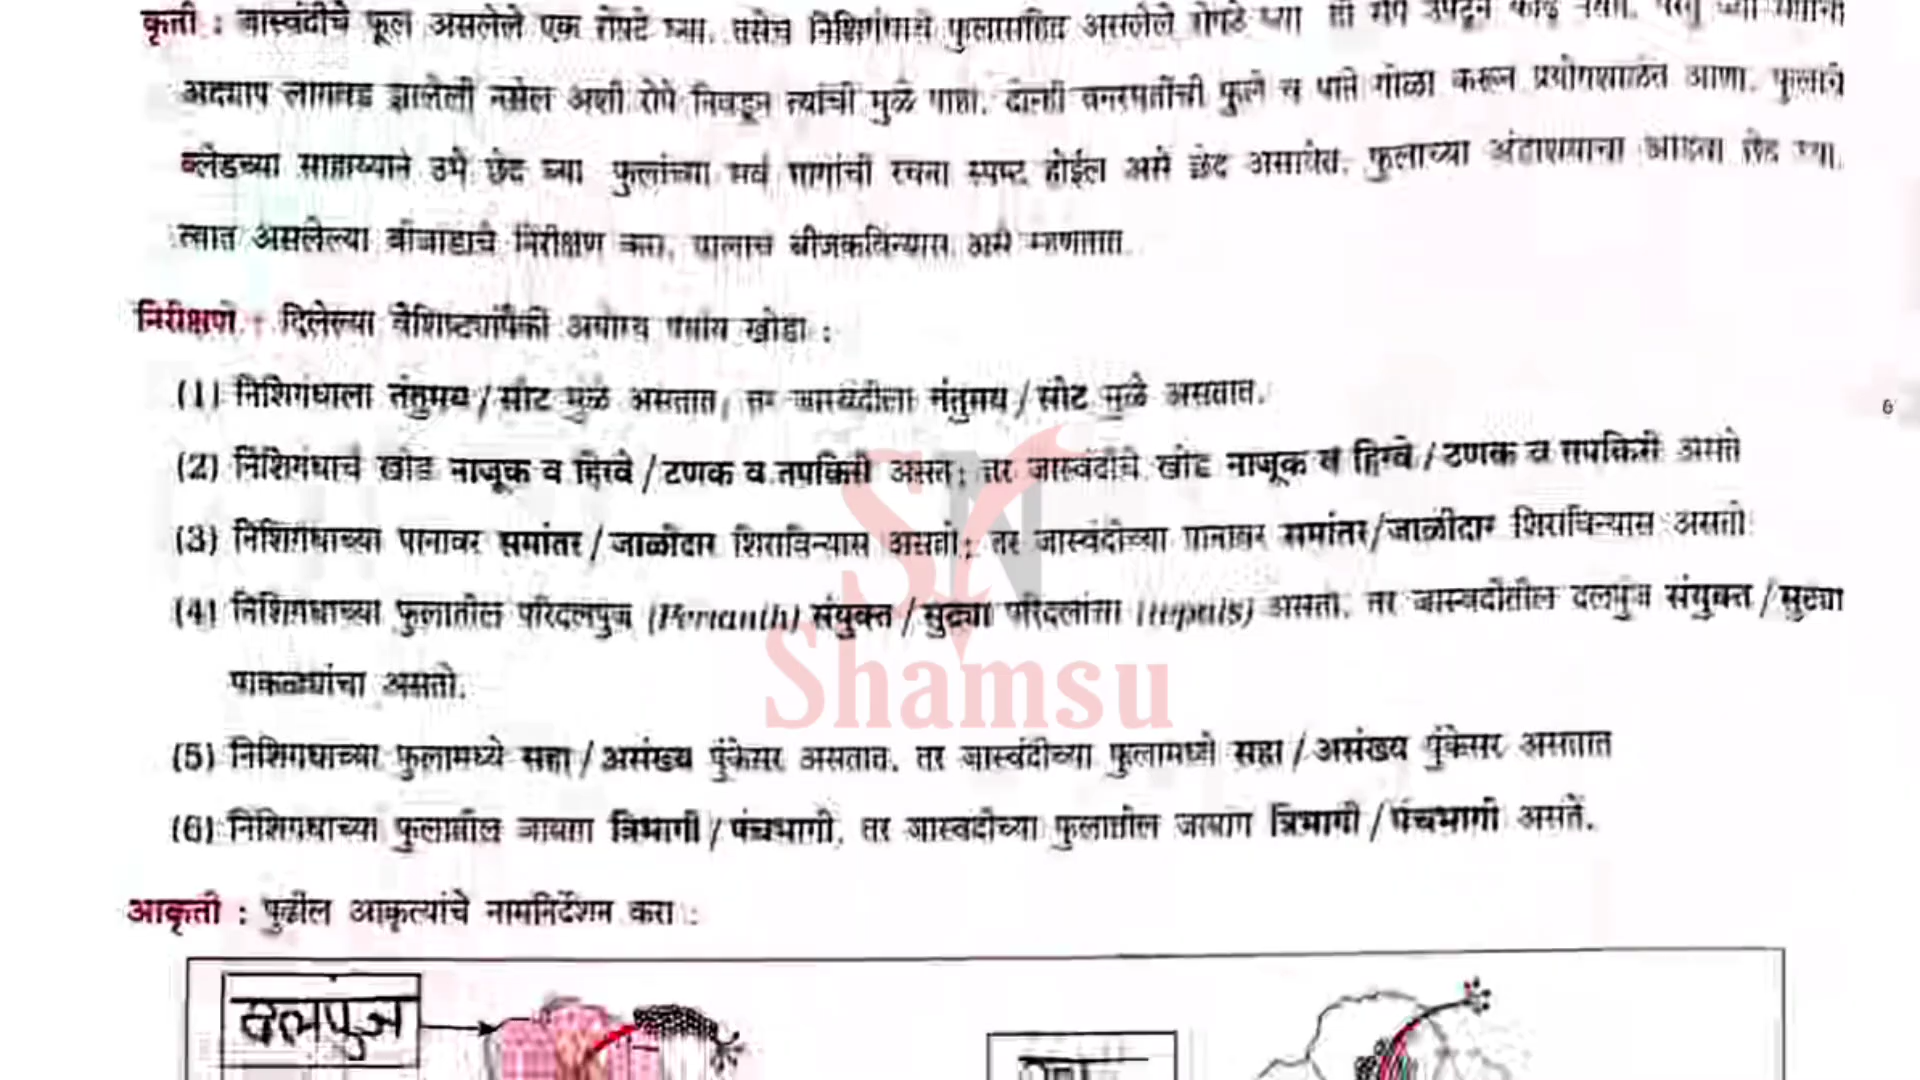 कृती : जास्वंदीचे फूल असलेले एक रोपटे घ्या. तसेच निशिगंधाचे फुलासहित असलेले रोपटे घ्या
अद्याप लागवड झालेली नसेल अशी रोपे निवडून त्यांची मुळे पाहा. दोन्ही वनस्पतींची फुले व पाने गोळा करून प्रयोगशाळेत आणा. फुलांचे
ब्लेडच्या साहाय्याने उभे छेद घ्या फुलांच्या सर्व भागांची रचना स्पष्ट होईल असे छेद असावेत. फुलाच्या अंडाशयाचा आडवा छेद घ्या.
त्यात असलेल्या बीजांडाचे निरीक्षण करा. यालाच बीजकविन्यास असे म्हणतात.
निरीक्षणे : दिलेल्या वैशिष्ट्यांपैकी अयोग्य पर्याय खोडा :
(1) निशिगंधाला तंतुमय / सोट मुळे असतात, तर जास्वंदीला तंतुमय / सोट मुळे असतात.
(2) निशिगंधाचे खोड नाजूक व हिरवे / टणक व तपकिरी असते; तर जास्वंदीचे खोड नाजूक व हिरवे / टणक व तपकिरी असते
(3) निशिगंधाच्या पानावर समांतर / जाळीदार शिराविन्यास असतो; तर जास्वंदीच्या पानावर समांतर/जाळीदार शिराविन्यास असतो
(4) निशिगंधाच्या फुलातील परिदलपुंज (Perianth) संयुक्त / सुट्या परिदलांचा (tepals) असतो. तर जास्वंदीतील दलपुंज संयुक्त / सुट्या
पाकळ्यांचा असतो.
(5) निशिगंधाच्या फुलामध्ये सहा / असंख्य पुंकेसर असतात. तर जास्वंदीच्या फुलामध्ये सहा / असंख्य पुंकेसर असतात
(6) निशिगंधाच्या फुलातील जायांग त्रिभागी / पंचभागी, तर जास्वंदीच्या फुलातील जायांग त्रिभागी / पंचभागी असते.
आकृती : पुढील आकृत्यांचे नामनिर्देशन करा :
दलपुंज
SN
Shamsu